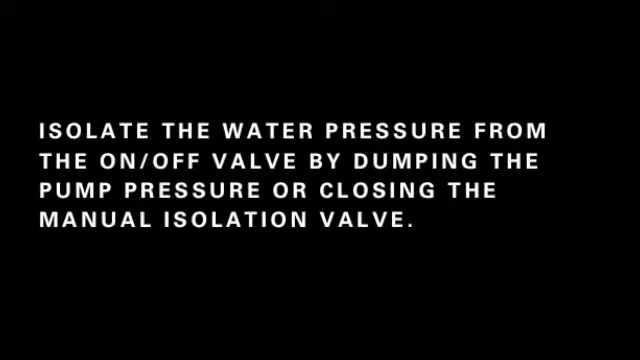 ISOLATE THE WATER PRESSURE FROM
THE ON/OFF VALVE BY DUMPING THE
PUMP PRESSURE OR CLOSING THE
MANUAL ISOLATION VALVE.